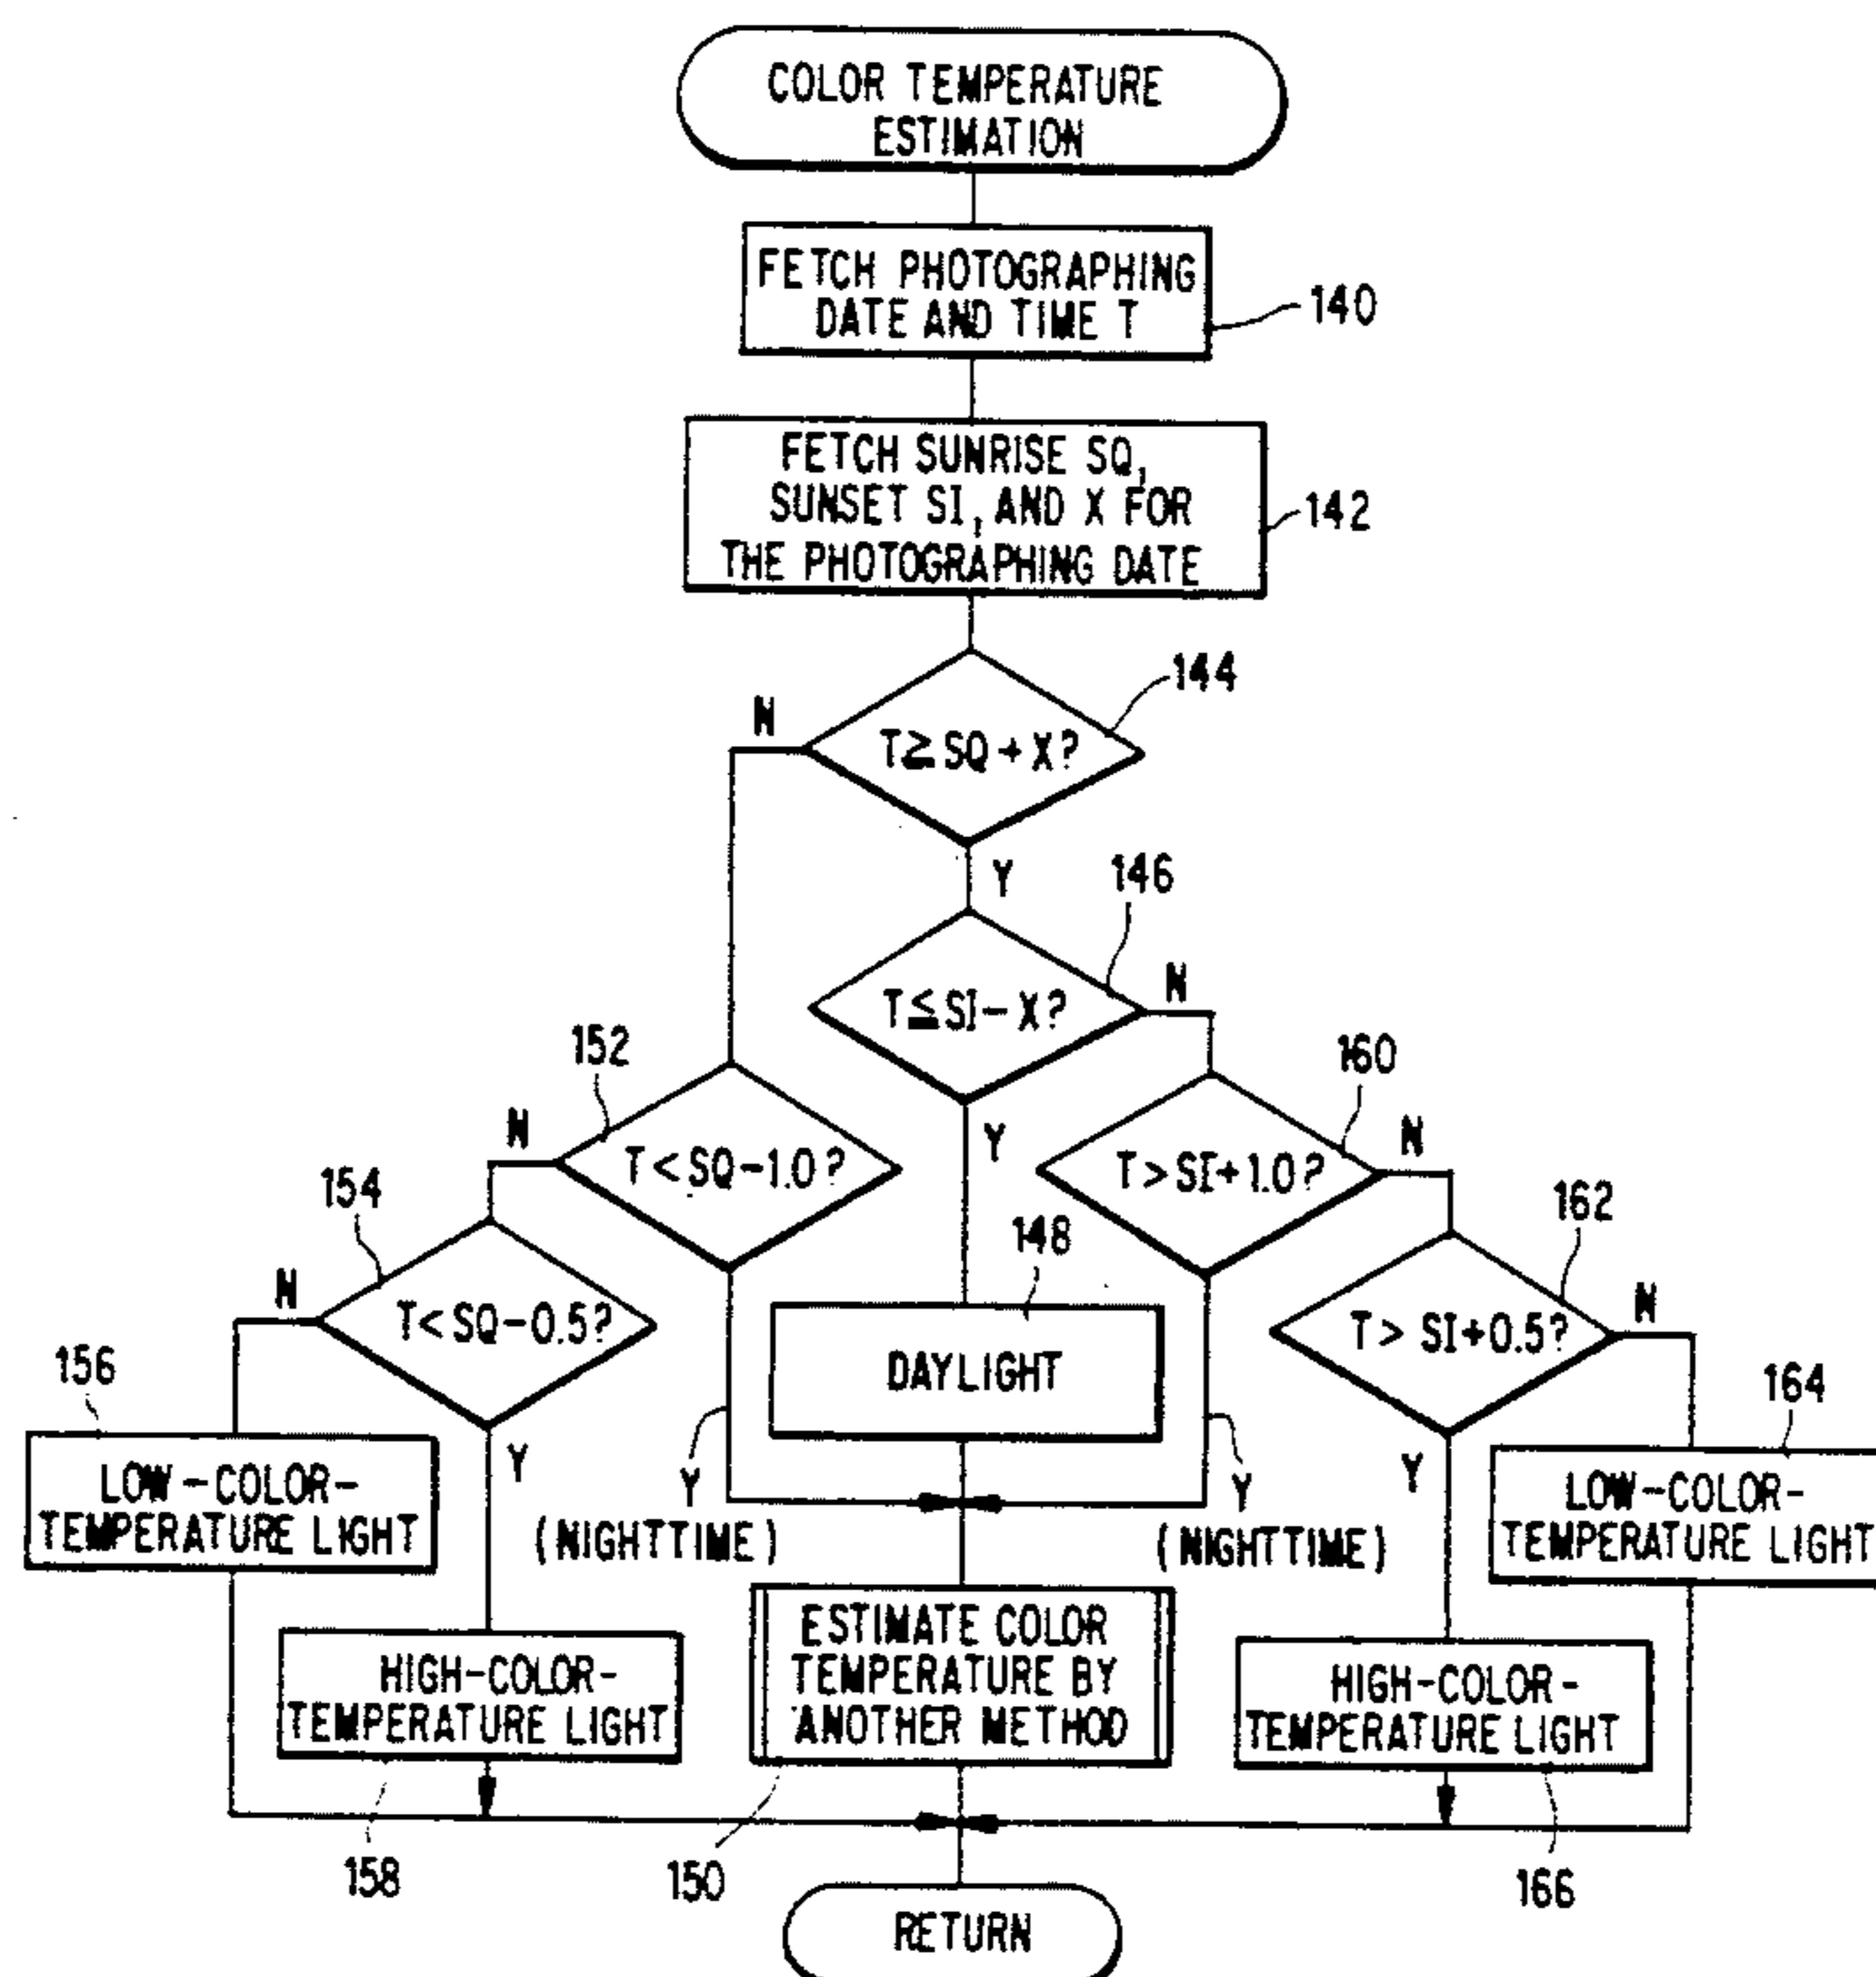 COLOR TEMPERATURE
ESTIMATION
FETCH PHOTOGRAPHING
DATE AND TIME T
140
FETCH SUNRISE SQ,
SUNSET SI, AND X FOR
THE PHOTOGRAPHING DATE
142
144
N
T≧SQ+X?
Y
146
T≦SI-X?
N
152
160
N
T<SQ-1.0?
Y
T>SI+1.0?
N
154
148
162
N
T<SQ-0.5?
T>SI+0.5?
N
156
DAYLIGHT
164
LOW-COLOR-
TEMPERATURE LIGHT
Y
Y
(NIGHTTIME)
Y
(NIGHTTIME)
Y
LOW-COLOR-
TEMPERATURE LIGHT
HIGH-COLOR-
TEMPERATURE LIGHT
ESTIMATE COLOR
TEMPERATURE BY
ANOTHER METHOD
HIGH-COLOR-
TEMPERATURE LIGHT
158
150
166
RETURN